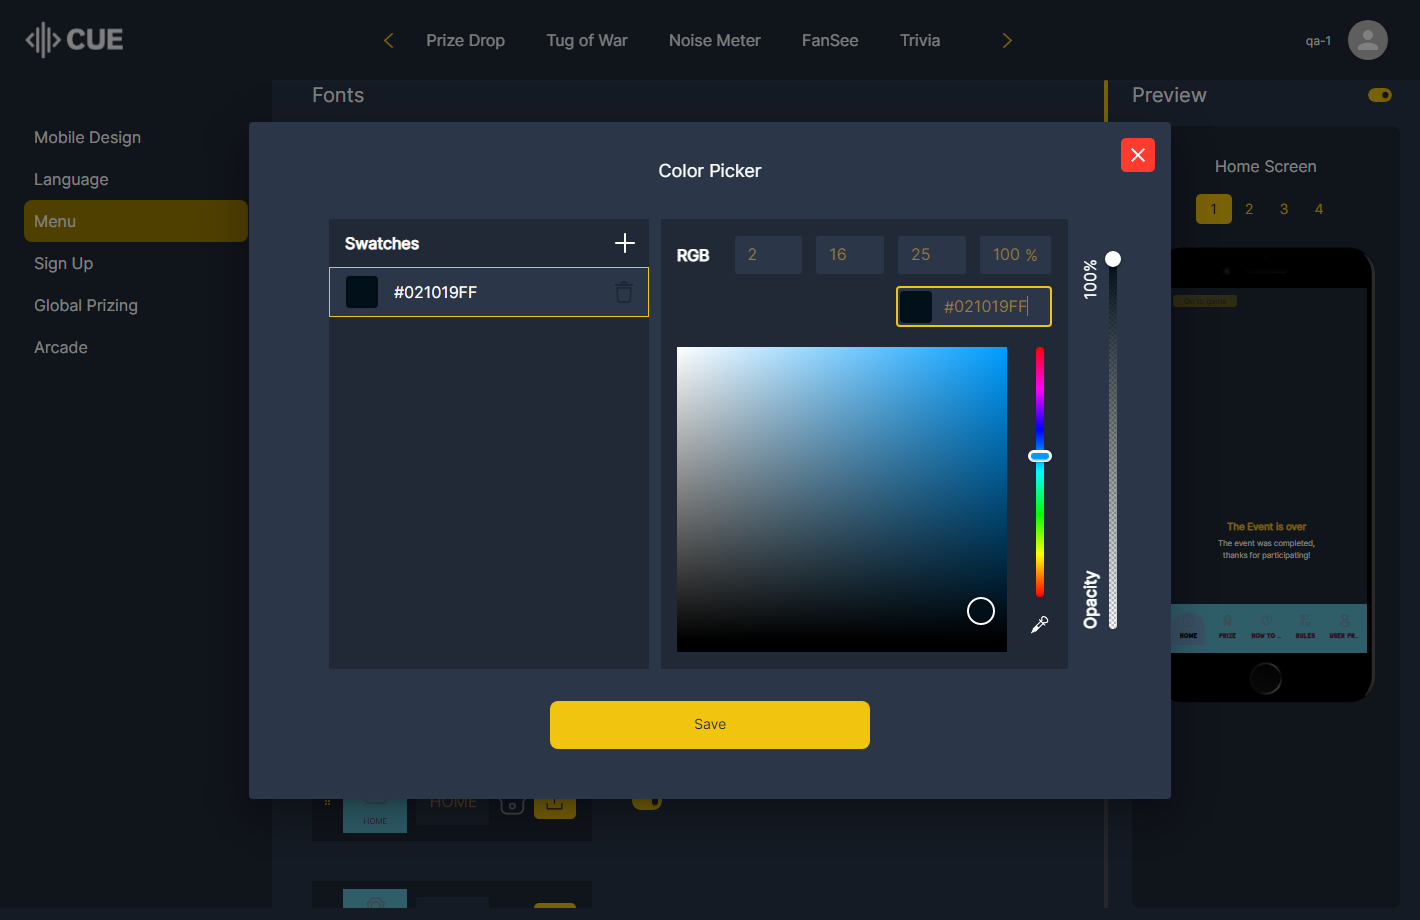 CUE
Prize Drop
Tug of War
Noise Meter
FanSee
Trivia
qa-1
Mobile Design
Language
Menu
Sign Up
Global Prizing
Arcade
Fonts
Preview
Home Screen
1 2 3 4
Go to game
The Event is over
The event was completed,
thanks for participating!
HOME PRIZE HOW TO .. RULES USER PR..
Color Picker
Swatches
#021019FF
RGB 2 16 25 100 %
#021019FF
100%
Opacity
Save
HOME
HOME